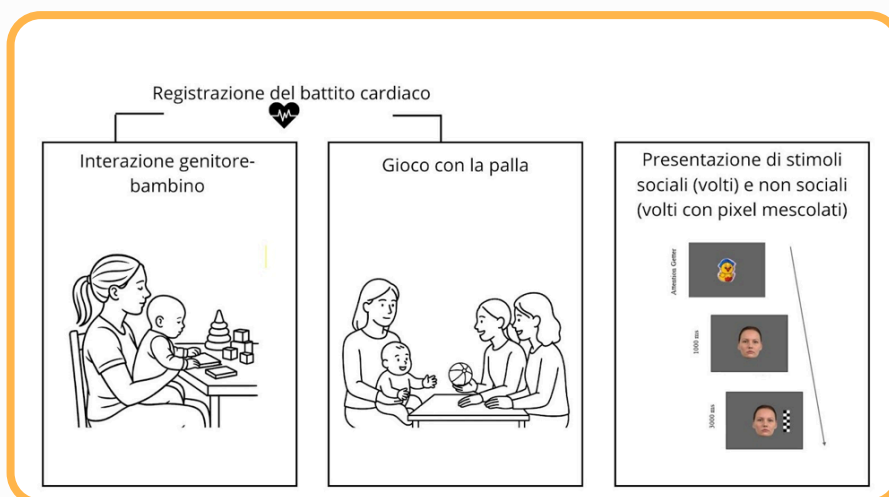 Registrazione del battito cardiaco
Interazione genitore-
bambino
Gioco con la palla
Presentazione di stimoli
sociali (volti) e non sociali
(volti con pixel mescolati)
Attention Getter
1000 ms
3000 ms